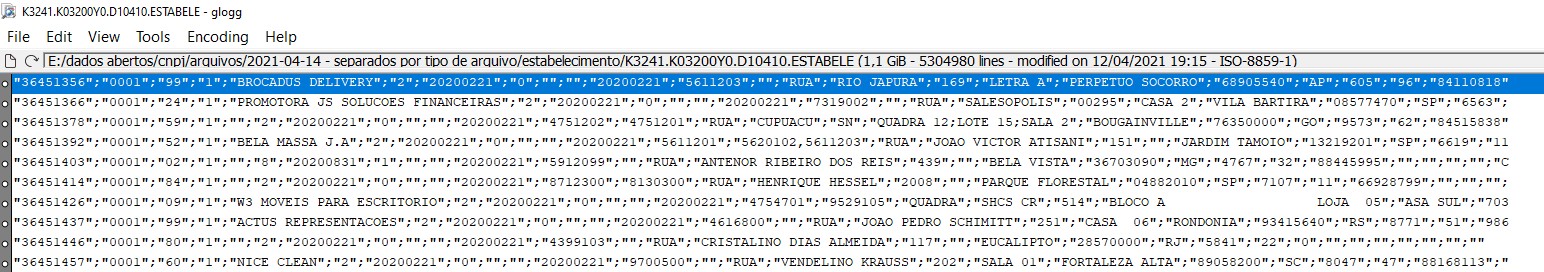 K3241.K03200Y0.D10410.ESTABELE - glogg
File Edit View Tools Encoding Help
E:/dados abertos/cnpj/arquivos/2021-04-14 - separados por tipo de arquivo/estabelecimento/K3241.K03200Y0.D10410.ESTABELE (1,1 GiB - 5304980 lines - modified on 12/04/2021 19:15 - ISO-8859-1)
"36451356";"0001";"99";"1";"BROCADUS DELIVERY";"2";"20200221";"0";"";"";"20200221";"5611203";"";"RUA";"RIO JAPURA";"169";"LETRA A";"PERPETUO SOCORRO";"68905540";"AP";"605";"96";"84110818"
"36451366";"0001";"24";"1";"PROMOTORA JS SOLUCOES FINANCEIRAS";"2";"20200221";"0";"";"";"20200221";"7319002";"";"RUA";"SALESOPOLIS";"00295";"CASA 2";"VILA BARTIRA";"08577470";"SP";"6563";
"36451378";"0001";"59";"1";"";"2";"20200221";"0";"";"";"20200221";"4751202";"4751201";"RUA";"CUPUACU";"SN";"QUADRA 12;LOTE 15;SALA 2";"BOUGAINVILLE";"76350000";"GO";"9573";"62";"84515838"
"36451392";"0001";"52";"1";"BELA MASSA J.A";"2";"20200221";"0";"";"";"20200221";"5611201";"5620102,5611203";"RUA";"JOAO VICTOR ATISANI";"151";"";"JARDIM TAMOIO";"13219201";"SP";"6619";"11
"36451403";"0001";"02";"1";"";"8";"20200831";"1";"";"";"20200221";"5912099";"";"RUA";"ANTENOR RIBEIRO DOS REIS";"439";"";"BELA VISTA";"36703090";"MG";"4767";"32";"88445995";"";"";"";"";"C
"36451414";"0001";"84";"1";"";"2";"20200221";"0";"";"";"20200221";"8712300";"8130300";"RUA";"HENRIQUE HESSEL";"2008";"";"PARQUE FLORESTAL";"04882010";"SP";"7107";"11";"66928799";"";"";"";
"36451426";"0001";"09";"1";"W3 MOVEIS PARA ESCRITORIO";"2";"20200221";"0";"";"";"20200221";"4754701";"9529105";"QUADRA";"SHCS CR";"514";"BLOCO A                    LOJA  05";"ASA SUL";"703
"36451437";"0001";"99";"1";"ACTUS REPRESENTACOES";"2";"20200221";"0";"";"";"20200221";"4616800";"";"RUA";"JOAO PEDRO SCHIMITT";"251";"CASA  06";"RONDONIA";"93415640";"RS";"8771";"51";"986
"36451446";"0001";"80";"1";"";"2";"20200221";"0";"";"";"20200221";"4399103";"";"RUA";"CRISTALINO DIAS ALMEIDA";"117";"";"EUCALIPTO";"28570000";"RJ";"5841";"22";"0";"";"";"";"";"";"";""
"36451457";"0001";"60";"1";"NICE CLEAN";"2";"20200221";"0";"";"";"20200221";"9700500";"";"RUA";"VENDELINO KRAUSS";"202";"SALA 01";"FORTALEZA ALTA";"89058200";"SC";"8047";"47";"88168113";"